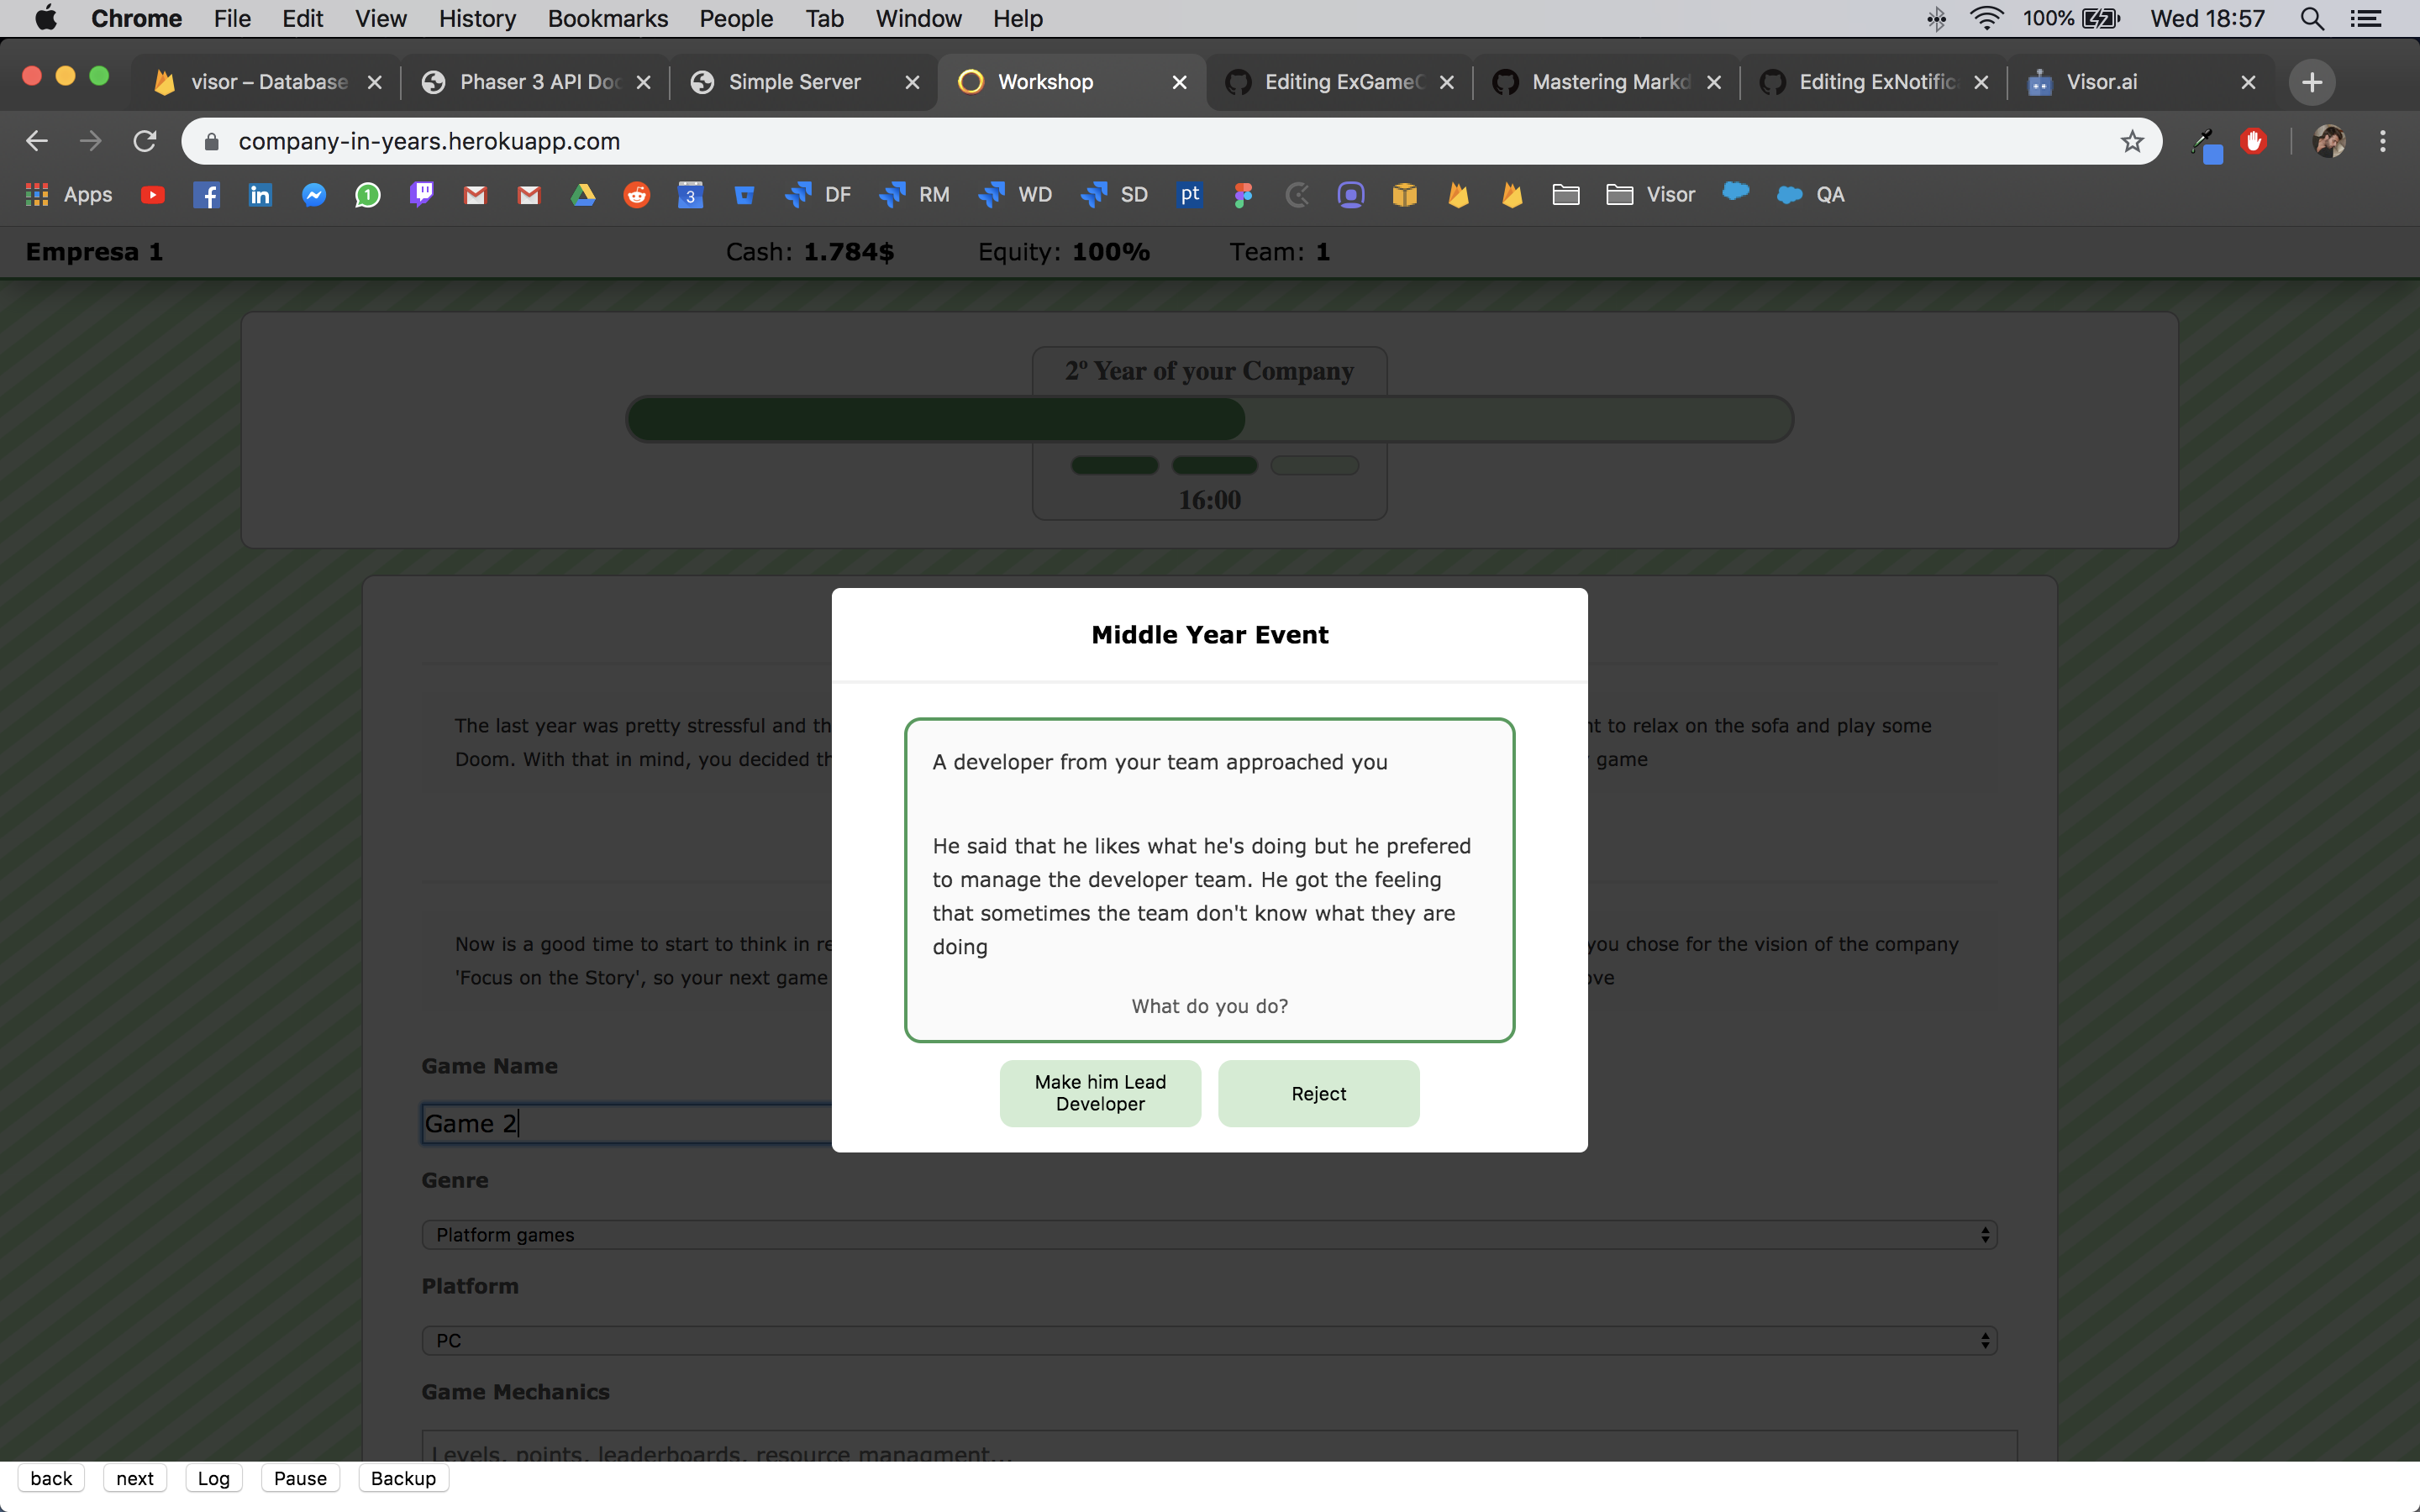 Chrome File Edit View History Bookmarks People Tab Window Help 100% Wed 18:57
visor – Database Phaser 3 API Doc Simple Server Workshop Editing ExGame Mastering Markd Editing ExNotific Visor.ai
company-in-years.herokuapp.com
Apps 1 3 DF RM WD SD pt Visor QA
Empresa 1 Cash: 1.784$ Equity: 100% Team: 1
2º Year of your Company
16:00
Middle Year Event
The last year was pretty stressful and th
nt to relax on the sofa and play some
Doom. With that in mind, you decided th
game
A developer from your team approached you
He said that he likes what he's doing but he prefered
to manage the developer team. He got the feeling
that sometimes the team don't know what they are
doing
What do you do?
Make him Lead
Developer
Reject
Now is a good time to start to think in re
you chose for the vision of the company
'Focus on the Story', so your next game
ove
Game Name
Game 2
Genre
Platform games
Platform
PC
Game Mechanics
Levels, points, leaderboards, resource managment...
back next Log Pause Backup